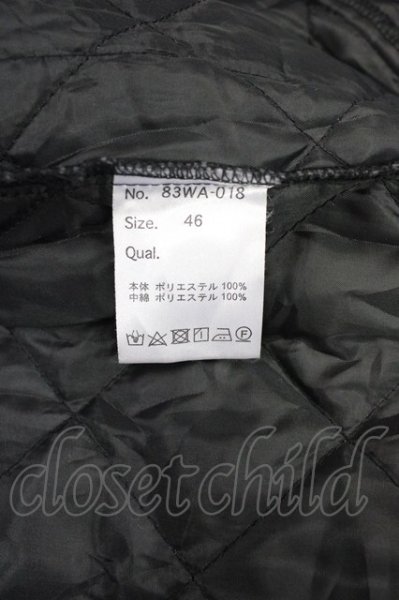 No. 83WA-018
Size. 46
Qual.
本体 ポリエステル 100%
中綿 ポリエステル 100%
closet child